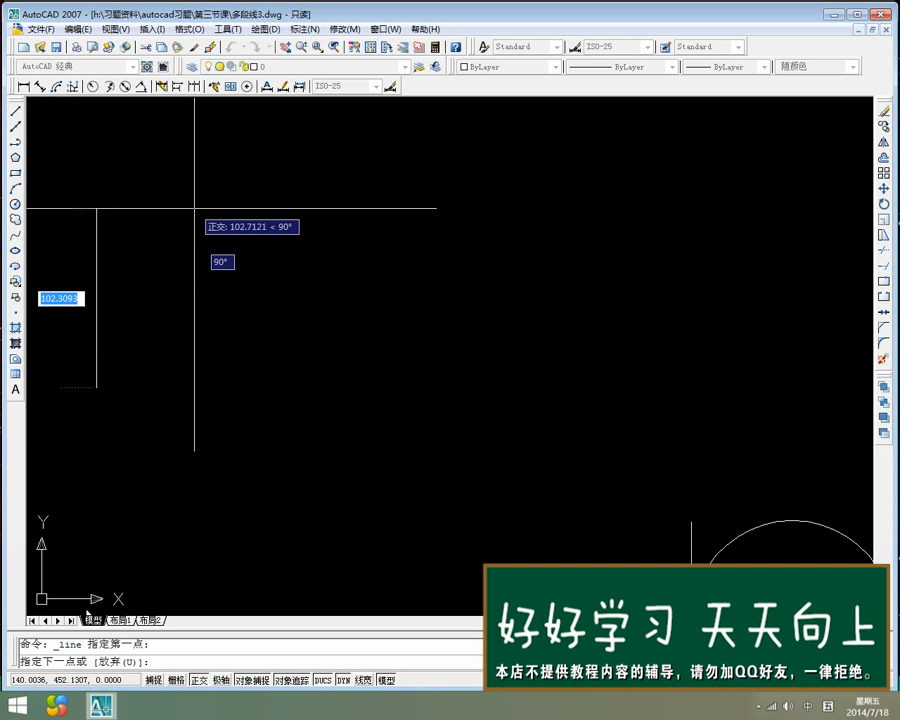 AutoCAD 2007 - [h:\习题资料\autocad习题\第三节课\多段线3.dwg - 只读]
文件(F) 编辑(E) 视图(V) 插入(I) 格式(O) 工具(T) 绘图(D) 标注(N) 修改(M) 窗口(W) 帮助(H)
Standard ISO-25 Standard
AutoCAD 经典 0 ByLayer ByLayer ByLayer 随颜色
ISO-25
A
正交: 102.7121 < 90°
90°
102.3093
Y
X
模型 布局1 布局2
命令: _line 指定第一点:
指定下一点或 [放弃(U)]:
140.0036, 452.1307, 0.0000 捕捉 栅格 正交 极轴 对象捕捉 对象追踪 DUCS DYN 线宽 模型
好好学习 天天向上
本店不提供教程内容的辅导，请勿加QQ好友，一律拒绝。
中 五
星期五
2014/7/18